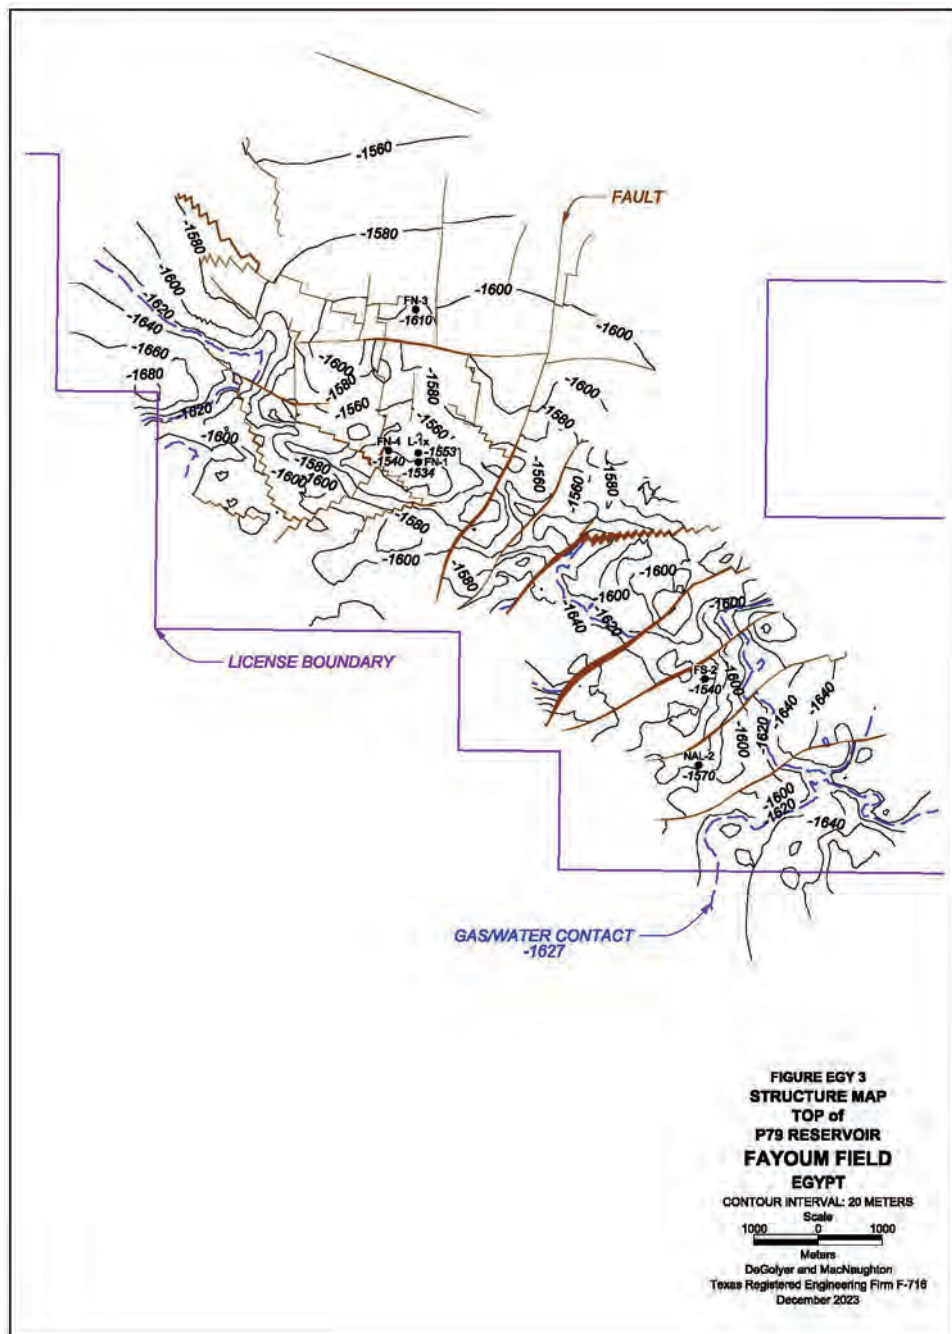 -1560
FAULT
-1580
-1580
-1600
-1600
FN-3
-1610
-1620
-1640
-1600
-1660
-1680
-1600
-1580
-1580
-1600
-1560
-1580
-1620
-1560
-1600
FN-4
L-1x
-1553
-1540
FN-1
-1534
-1580
-1600
-1600
-1560
-1560
-1580
-1580
-1600
-1580
-1600
-1600
-1640
-1620
-1600
LICENSE BOUNDARY
FS-2
-1540
-1600
-1640
-1640
-1620
-1600
NAL-2
-1570
-1600
-1620
-1640
GAS/WATER CONTACT
-1627
FIGURE EGY 3
STRUCTURE MAP
TOP of
P79 RESERVOIR
FAYOUM FIELD
EGYPT
CONTOUR INTERVAL: 20 METERS
Scale
1000 0 1000
Meters
DeGolyer and MacNaughton
Texas Registered Engineering Firm F-716
December 2023